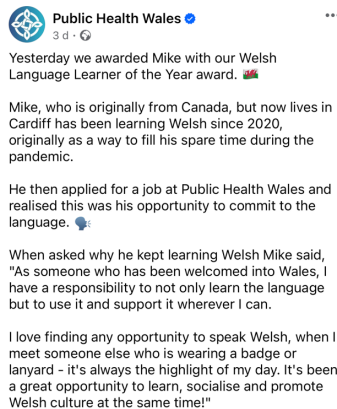 Public Health Wales
3 d ·
Yesterday we awarded Mike with our Welsh
Language Learner of the Year award. 🏴󠁧󠁢󠁷󠁬󠁳󠁿
Mike, who is originally from Canada, but now lives in
Cardiff has been learning Welsh since 2020,
originally as a way to fill his spare time during the
pandemic.
He then applied for a job at Public Health Wales and
realised this was his opportunity to commit to the
language. 🗣️
When asked why he kept learning Welsh Mike said,
"As someone who has been welcomed into Wales, I
have a responsibility to not only learn the language
but to use it and support it wherever I can.
I love finding any opportunity to speak Welsh, when I
meet someone else who is wearing a badge or
lanyard - it's always the highlight of my day. It's been
a great opportunity to learn, socialise and promote
Welsh culture at the same time!"